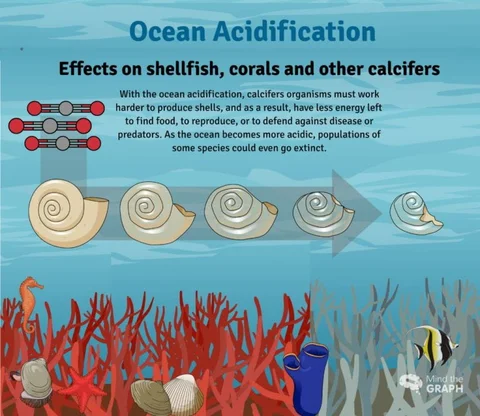 Ocean Acidification
Effects on shellfish, corals and other calcifers
With the ocean acidification, calcifers organisms must work
harder to produce shells, and as a result, have less energy left
to find food, to reproduce, or to defend against disease or
predators. As the ocean becomes more acidic, populations of
some species could even go extinct.
Mind the
GRAPH